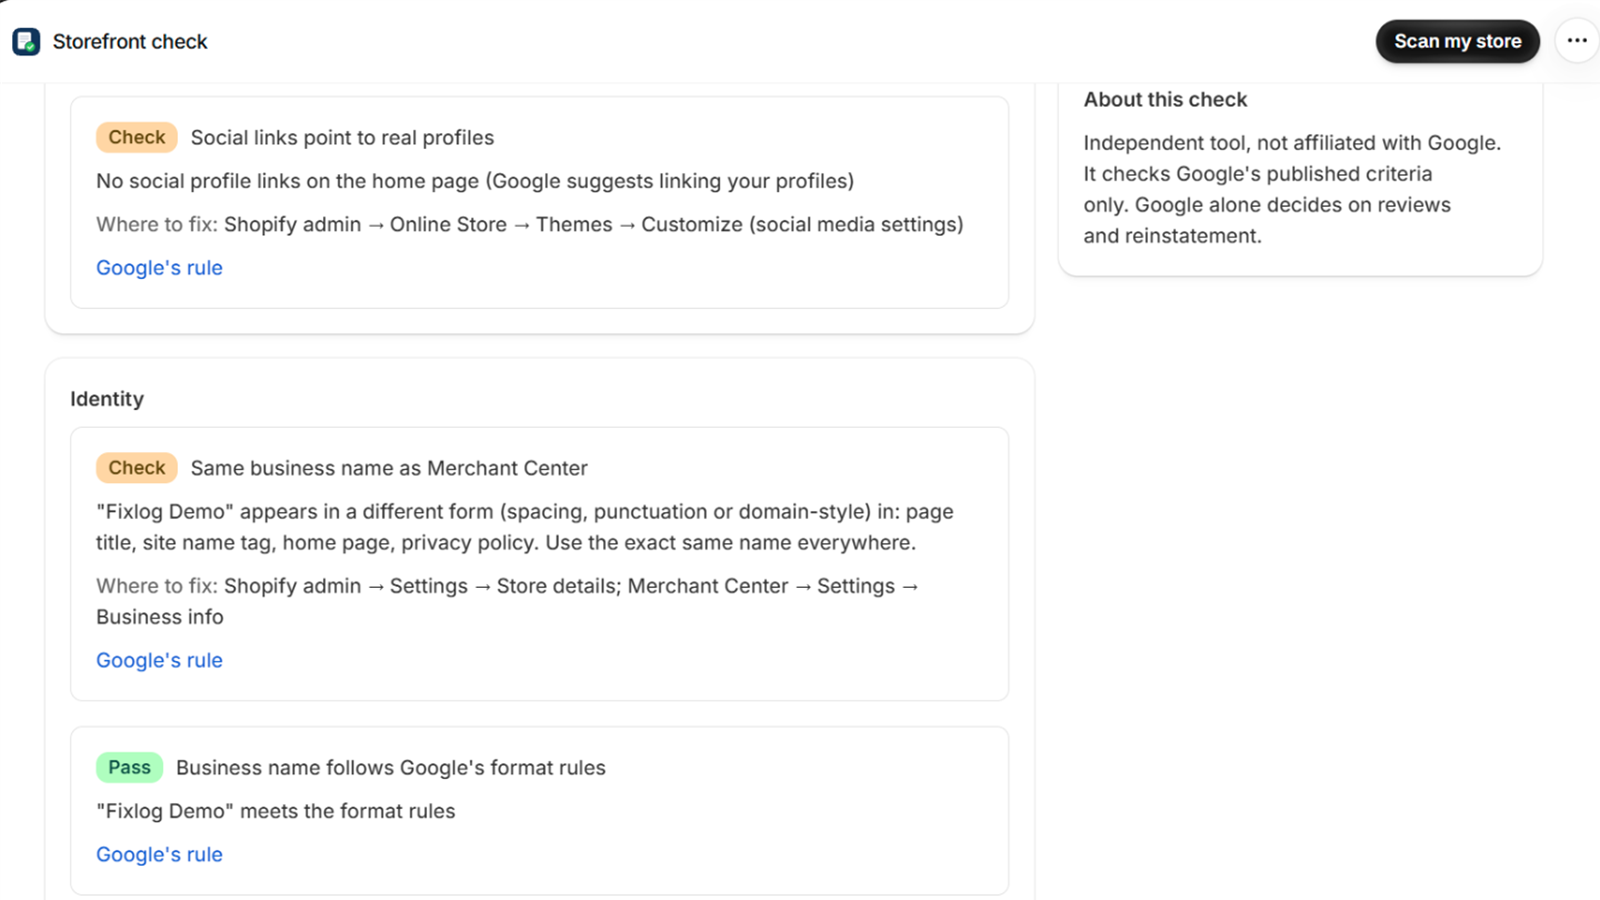 Storefront check
Scan my store
Check Social links point to real profiles
No social profile links on the home page (Google suggests linking your profiles)
Where to fix: Shopify admin → Online Store → Themes → Customize (social media settings)
Google's rule
About this check
Independent tool, not affiliated with Google.
It checks Google's published criteria
only. Google alone decides on reviews
and reinstatement.
Identity
Check Same business name as Merchant Center
"Fixlog Demo" appears in a different form (spacing, punctuation or domain-style) in: page
title, site name tag, home page, privacy policy. Use the exact same name everywhere.
Where to fix: Shopify admin → Settings → Store details; Merchant Center → Settings →
Business info
Google's rule
Pass Business name follows Google's format rules
"Fixlog Demo" meets the format rules
Google's rule